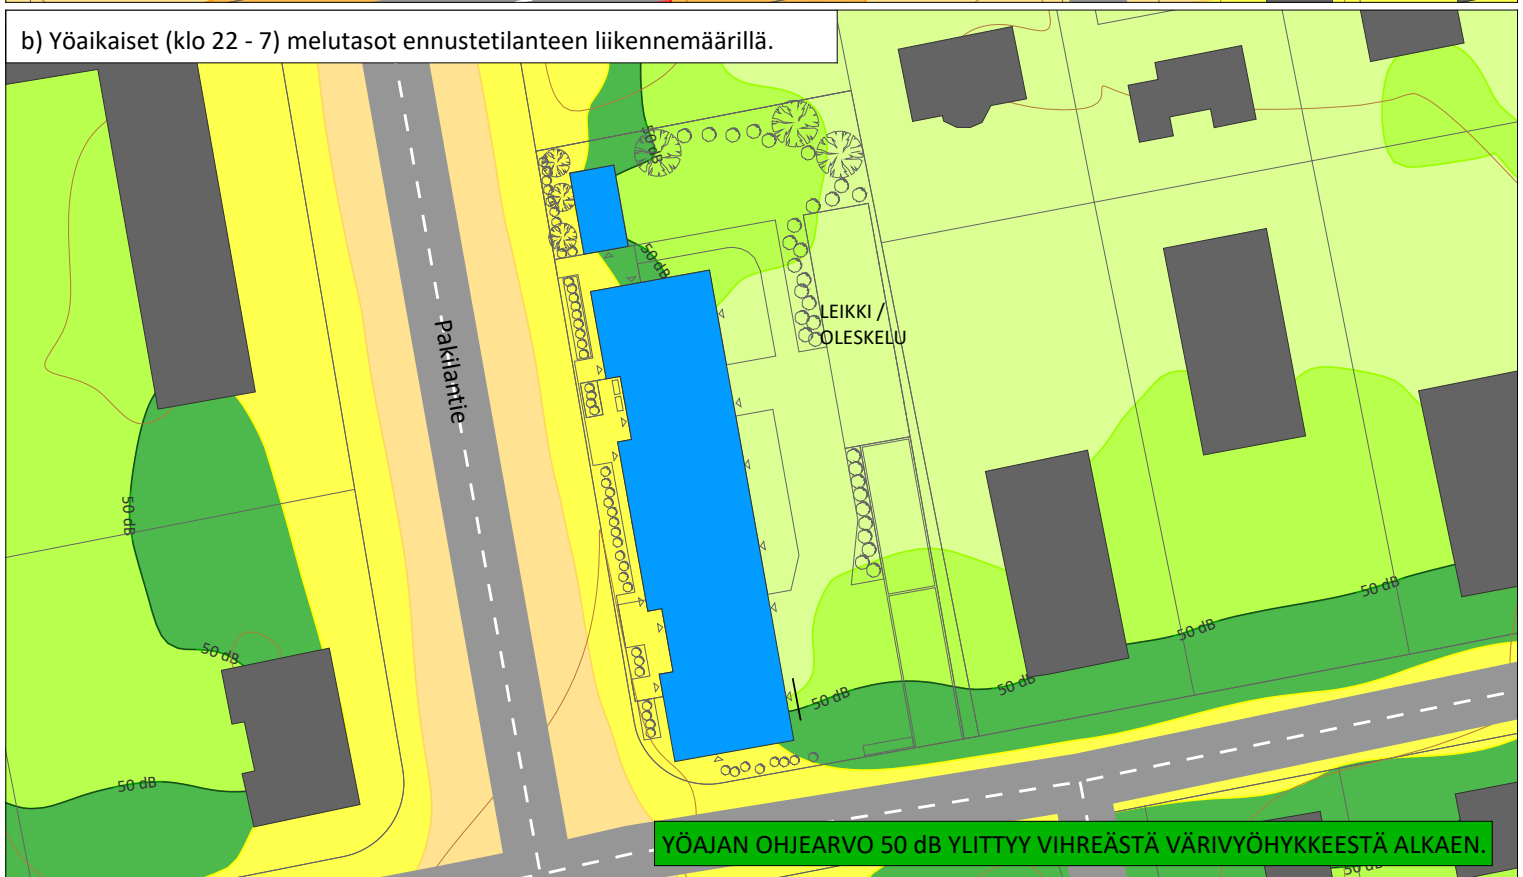 b) Yöaikaiset (klo 22 - 7) melutasot ennustetilanteen liikennemäärillä.
50 dB
50 dB
LEIKKI /
OLESKELU
Pakilantie
50 dB
50 dB
50 dB
50 dB
50 dB
50 dB
50 dB
YÖAJAN OHJEARVO 50 dB YLITTYY VIHREÄSTÄ VÄRIVYÖHYKKEESTÄ ALKAEN.
50 dB